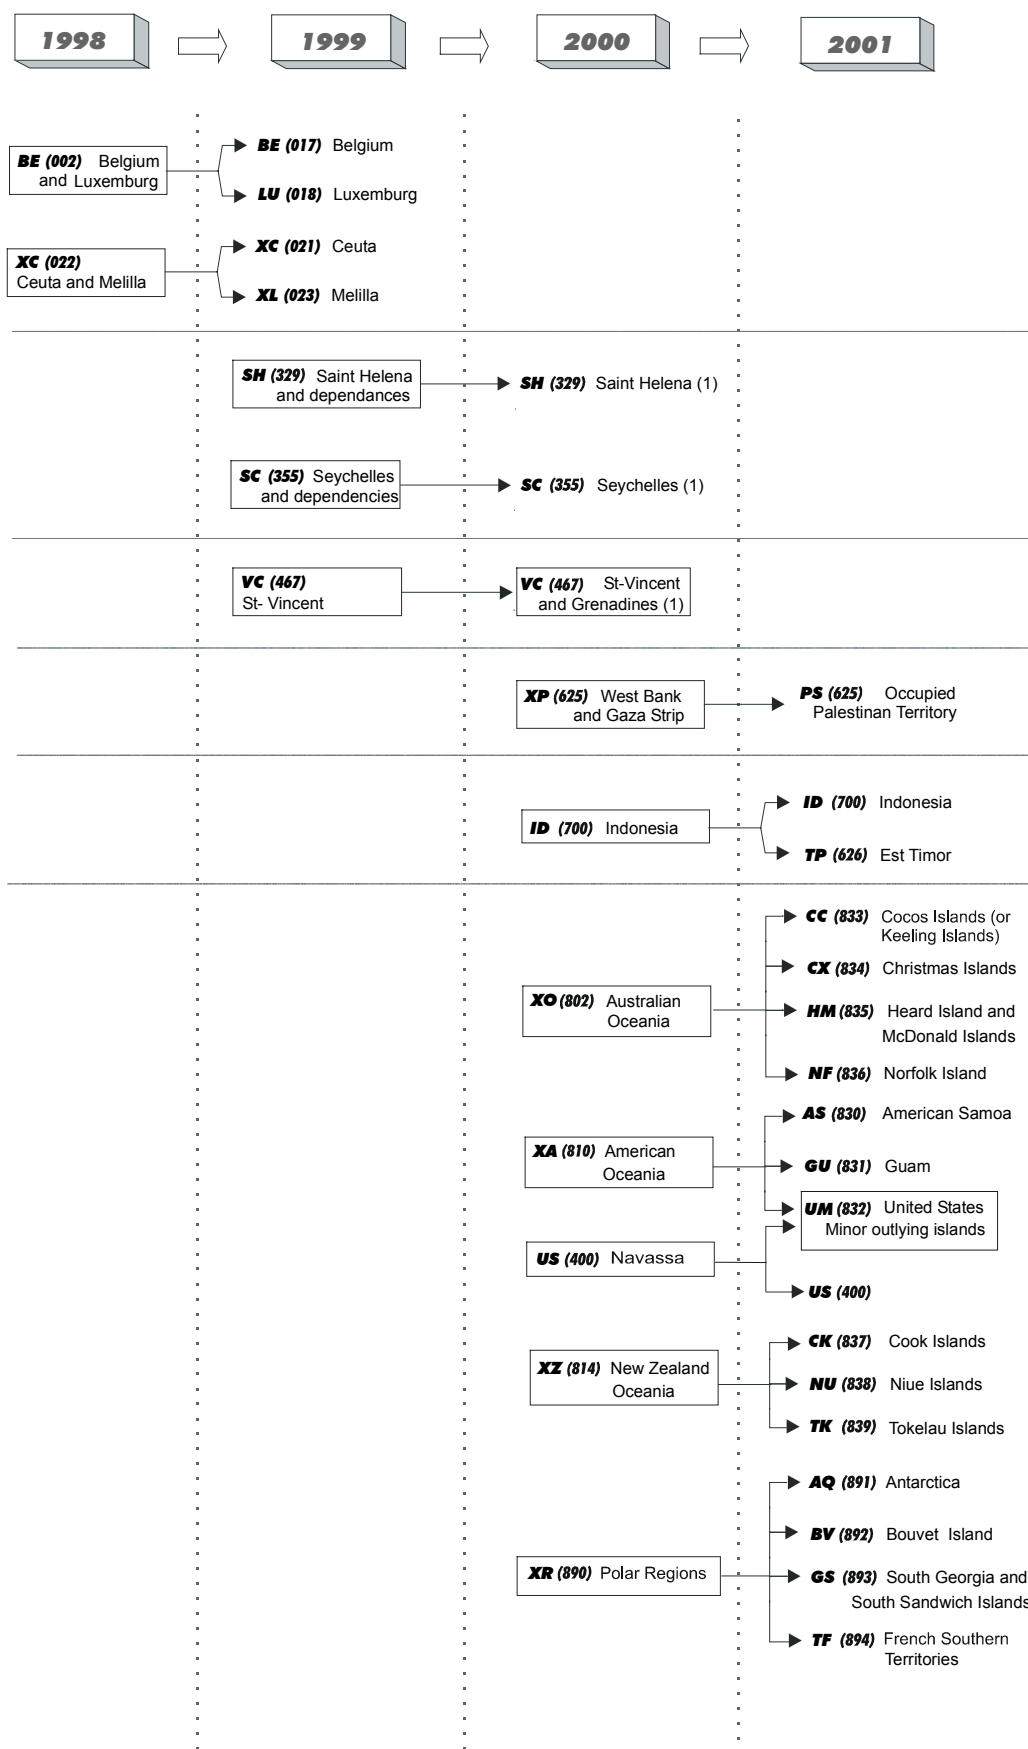 1998 1999 2000 2001
BE (002) Belgium
and Luxemburg
BE (017) Belgium
LU (018) Luxemburg
XC (022)
Ceuta and Melilla
XC (021) Ceuta
XL (023) Melilla
SH (329) Saint Helena
and dependances
SH (329) Saint Helena (1)
SC (355) Seychelles
and dependencies
SC (355) Seychelles (1)
VC (467)
St- Vincent
VC (467) St-Vincent
and Grenadines (1)
XP (625) West Bank
and Gaza Strip
PS (625) Occupied
Palestinan Territory
ID (700) Indonesia
ID (700) Indonesia
TP (626) Est Timor
XO (802) Australian
Oceania
CC (833) Cocos Islands (or
Keeling Islands)
CX (834) Christmas Islands
HM (835) Heard Island and
McDonald Islands
NF (836) Norfolk Island
XA (810) American
Oceania
AS (830) American Samoa
GU (831) Guam
UM (832) United States
Minor outlying islands
US (400) Navassa
US (400)
XZ (814) New Zealand
Oceania
CK (837) Cook Islands
NU (838) Niue Islands
TK (839) Tokelau Islands
XR (890) Polar Regions
AQ (891) Antarctica
BV (892) Bouvet Island
GS (893) South Georgia and
South Sandwich Islands
TF (894) French Southern
Territories